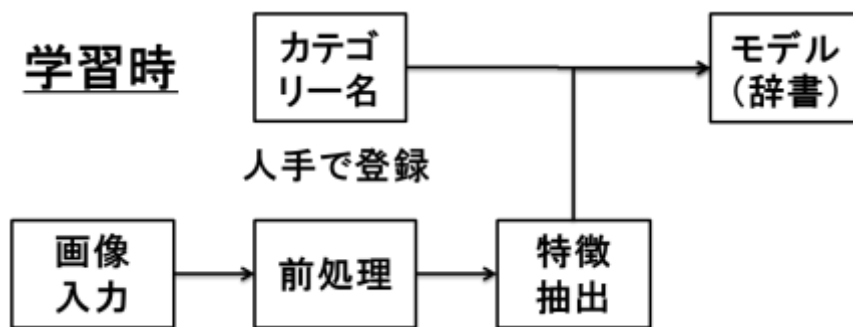 学習時
カテゴ
リー名
モデル
（辞書）
人手で登録
画像
入力
前処理
特徴
抽出